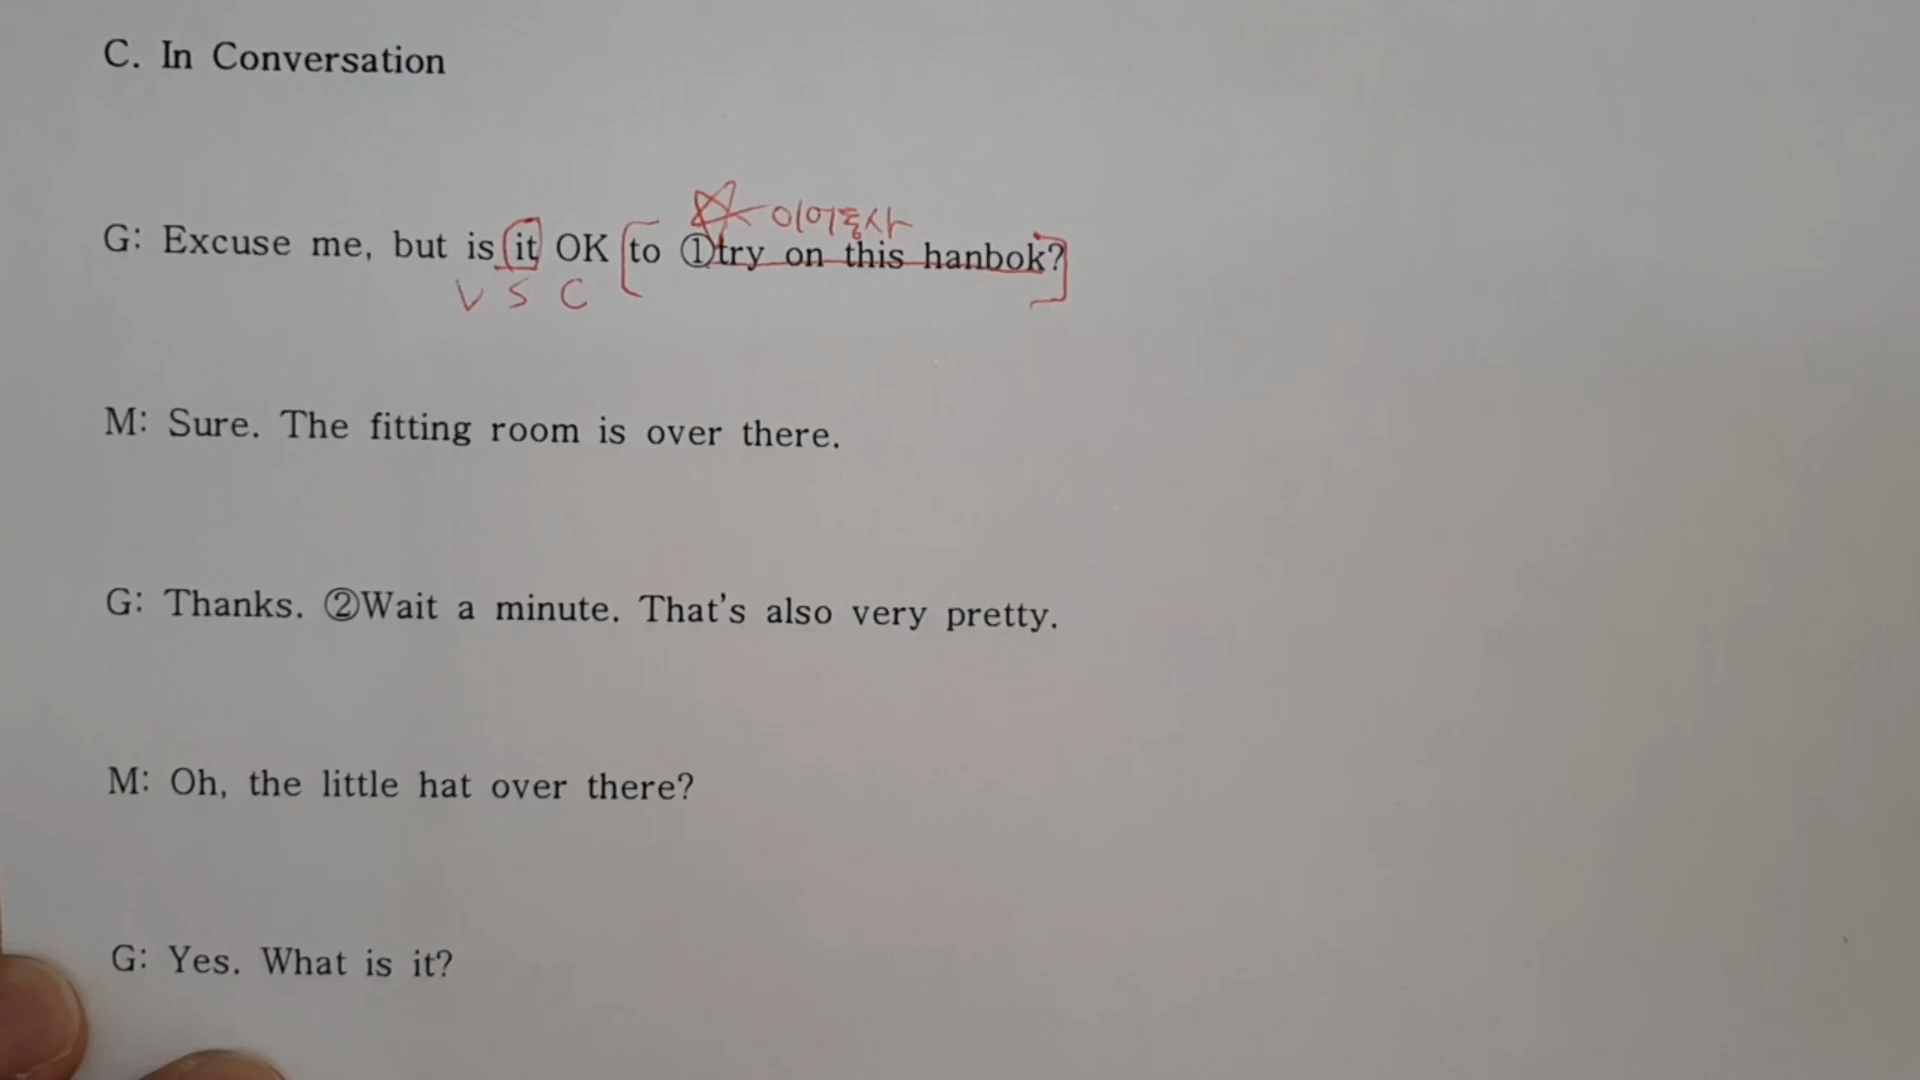 C. In Conversation
☆ 이어동사
G: Excuse me, but is it OK to ①try on this hanbok?
V S C
M: Sure. The fitting room is over there.
G: Thanks. ②Wait a minute. That's also very pretty.
M: Oh, the little hat over there?
G: Yes. What is it?